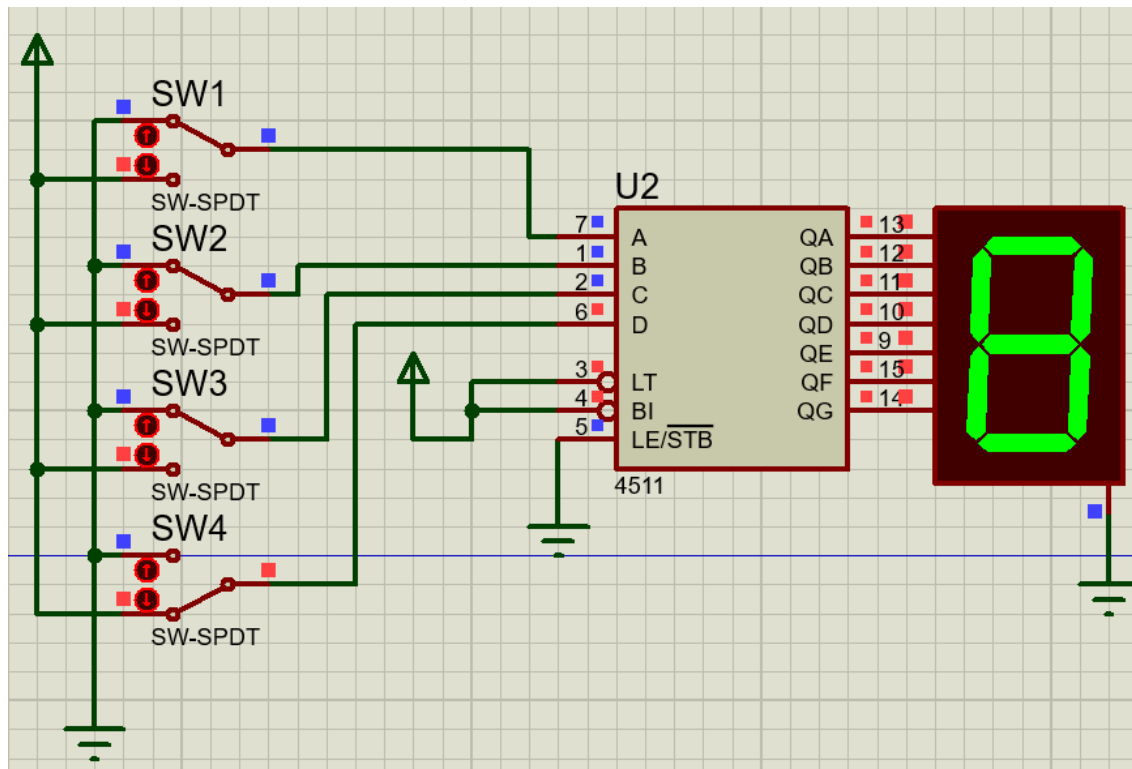 SW1
SW-SPDT
SW2
SW-SPDT
SW3
SW-SPDT
SW4
SW-SPDT
U2
7 A QA 13
1 B QB 12
2 C QC 11
6 D QD 10
QE 9
3 LT QF 15
4 BI QG 14
5 LE/STB
4511